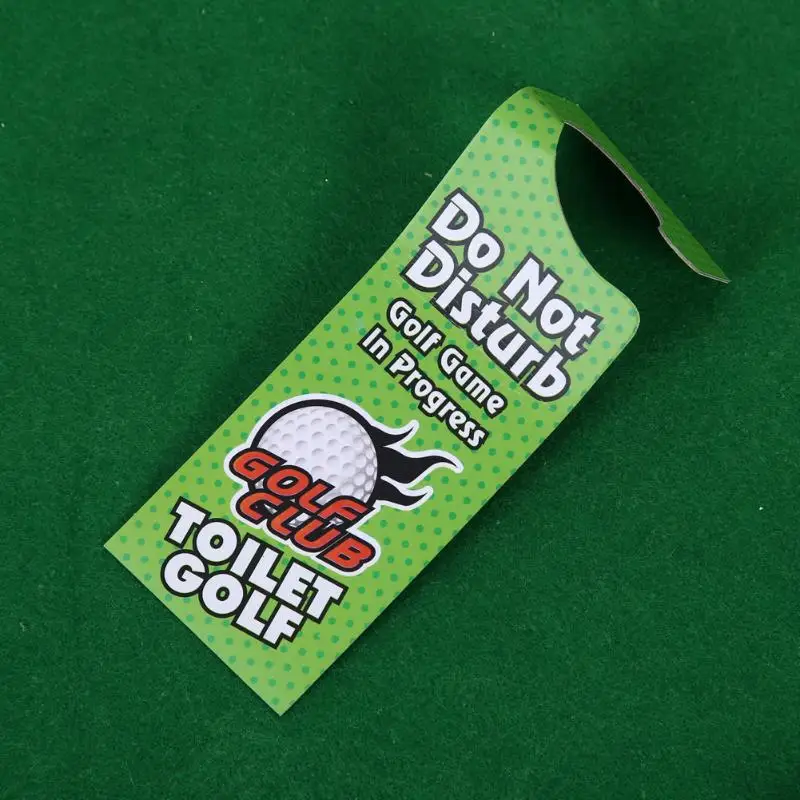 Do Not
Disturb
Golf Game
In Progress
GOLF
CLUB
TOILET
GOLF